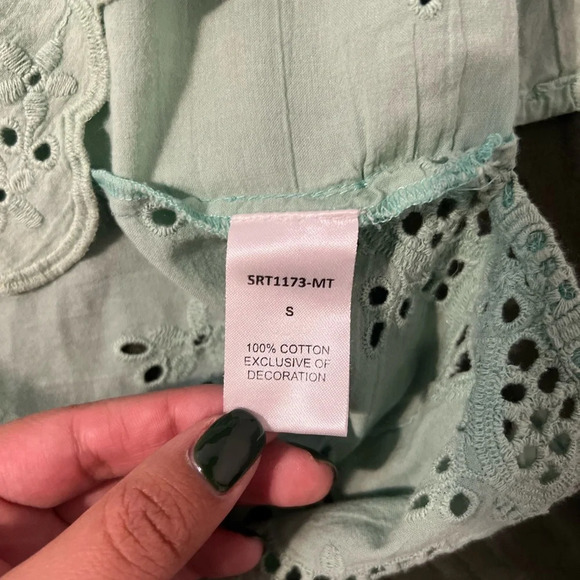 SRT1173-MT
S
100% COTTON
EXCLUSIVE OF
DECORATION